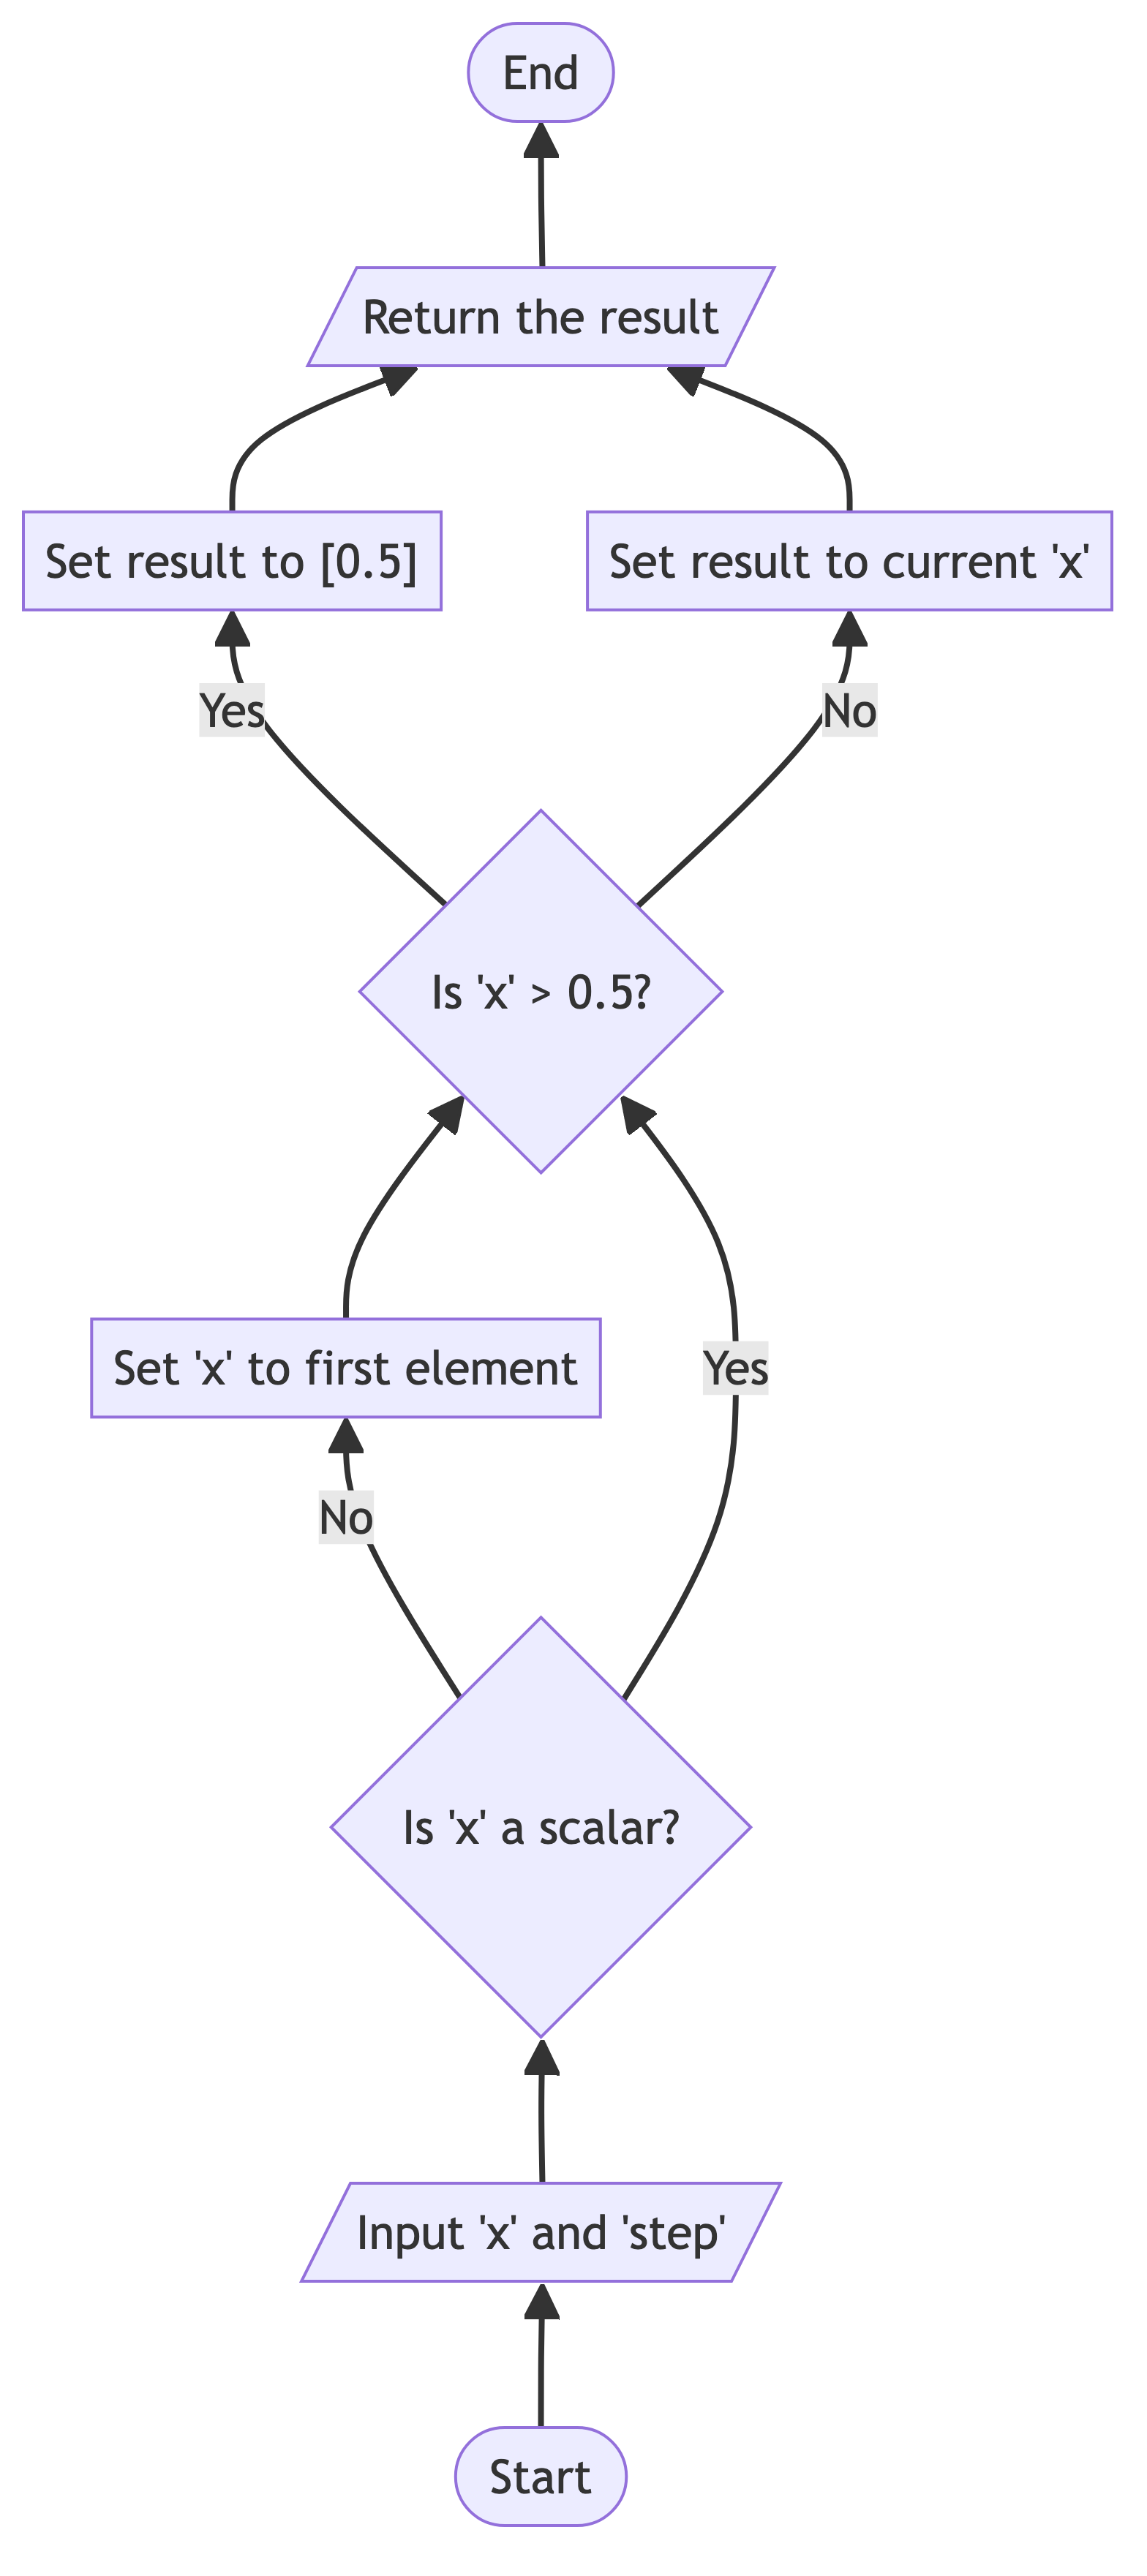 End
Return the result
Set result to [0.5]
Set result to current 'x'
Yes
No
Is 'x' > 0.5?
Set 'x' to first element
Yes
No
Is 'x' a scalar?
Input 'x' and 'step'
Start